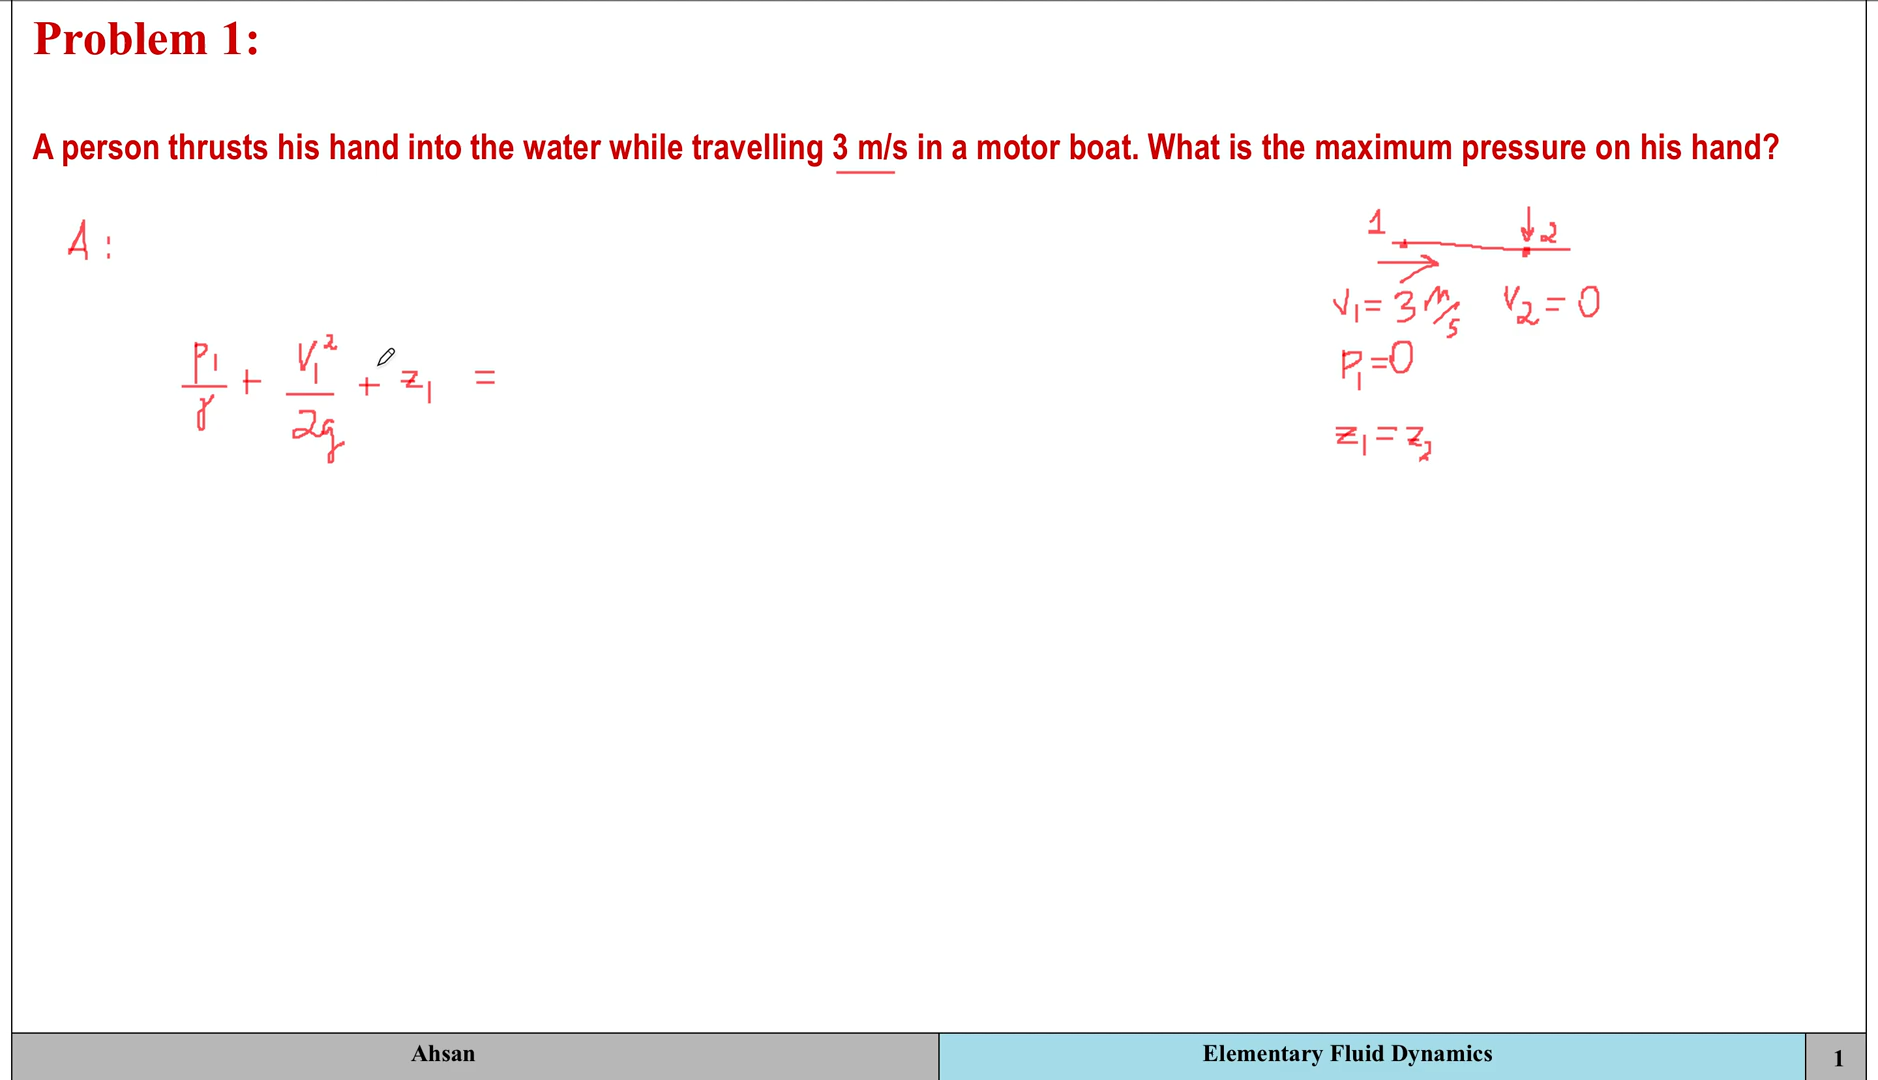 Problem 1:
A person thrusts his hand into the water while travelling 3 m/s in a motor boat. What is the maximum pressure on his hand?
A:
1 2
V₁ = 3 m/s V₂ = 0
P₁ = 0
z₁ = z₂
P₁/γ + V₁²/2g + z₁ =
Ahsan
Elementary Fluid Dynamics
1